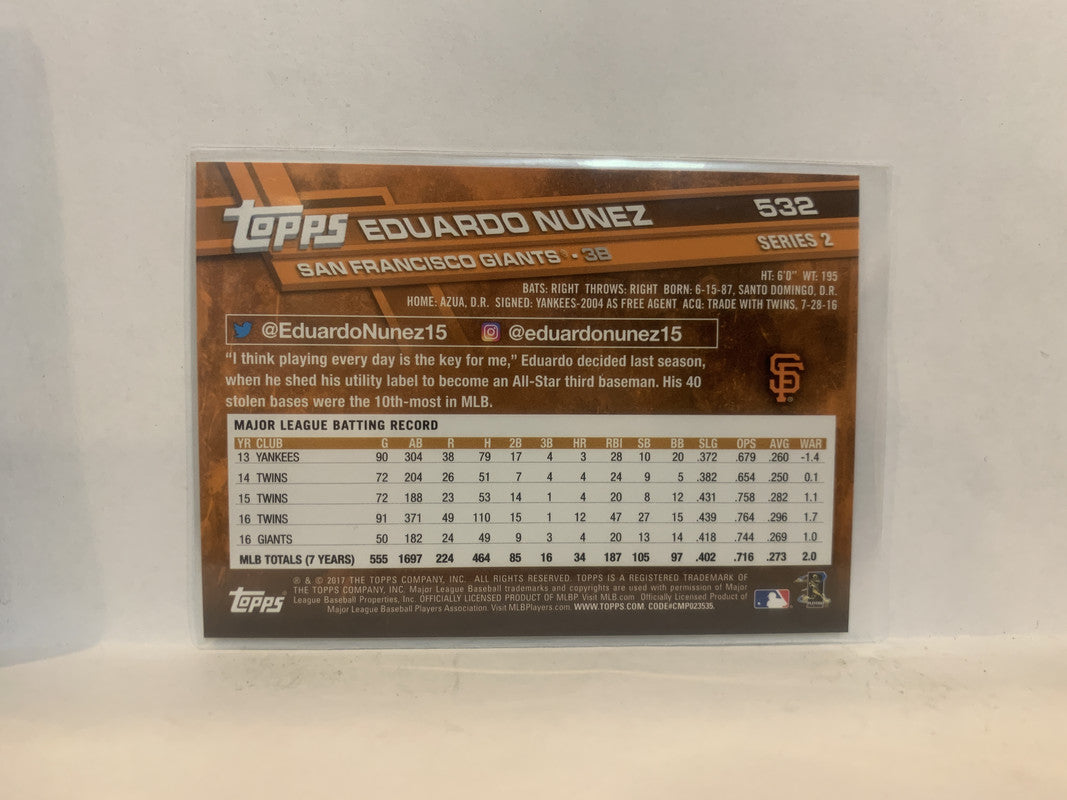 TOPPS EDUARDO NUNEZ 532
SAN FRANCISCO GIANTS® • 3B SERIES 2
HT: 6'0" WT: 195
BATS: RIGHT THROWS: RIGHT BORN: 6-15-87, SANTO DOMINGO, D.R.
HOME: AZUA, D.R. SIGNED: YANKEES-2004 AS FREE AGENT ACQ: TRADE WITH TWINS, 7-28-16
@EduardoNunez15 @eduardonunez15
"I think playing every day is the key for me," Eduardo decided last season,
when he shed his utility label to become an All-Star third baseman. His 40
stolen bases were the 10th-most in MLB.
SF
MAJOR LEAGUE BATTING RECORD
YR CLUB G AB R H 2B 3B HR RBI SB BB SLG OPS AVG WAR
13 YANKEES 90 304 38 79 17 4 3 28 10 20 .372 .679 .260 -1.4
14 TWINS 72 204 26 51 7 4 4 24 9 5 .382 .654 .250 0.1
15 TWINS 72 188 23 53 14 1 4 20 8 12 .431 .758 .282 1.1
16 TWINS 91 371 49 110 15 1 12 47 27 15 .439 .764 .296 1.7
16 GIANTS 50 182 24 49 9 3 4 20 13 14 .418 .744 .269 1.0
MLB TOTALS (7 YEARS) 555 1697 224 464 85 16 34 187 105 97 .402 .716 .273 2.0
® & © 2017 THE TOPPS COMPANY, INC. ALL RIGHTS RESERVED. TOPPS IS A REGISTERED TRADEMARK OF
THE TOPPS COMPANY, INC. Major League Baseball trademarks and copyrights are used with permission of Major
League Baseball Properties, Inc. OFFICIALLY LICENSED PRODUCT OF MLBP Visit MLB.com Officially Licensed Product of
Major League Baseball Players Association. Visit MLBPlayers.com. WWW.TOPPS.COM. CODE#CMP023535.
TOPPS